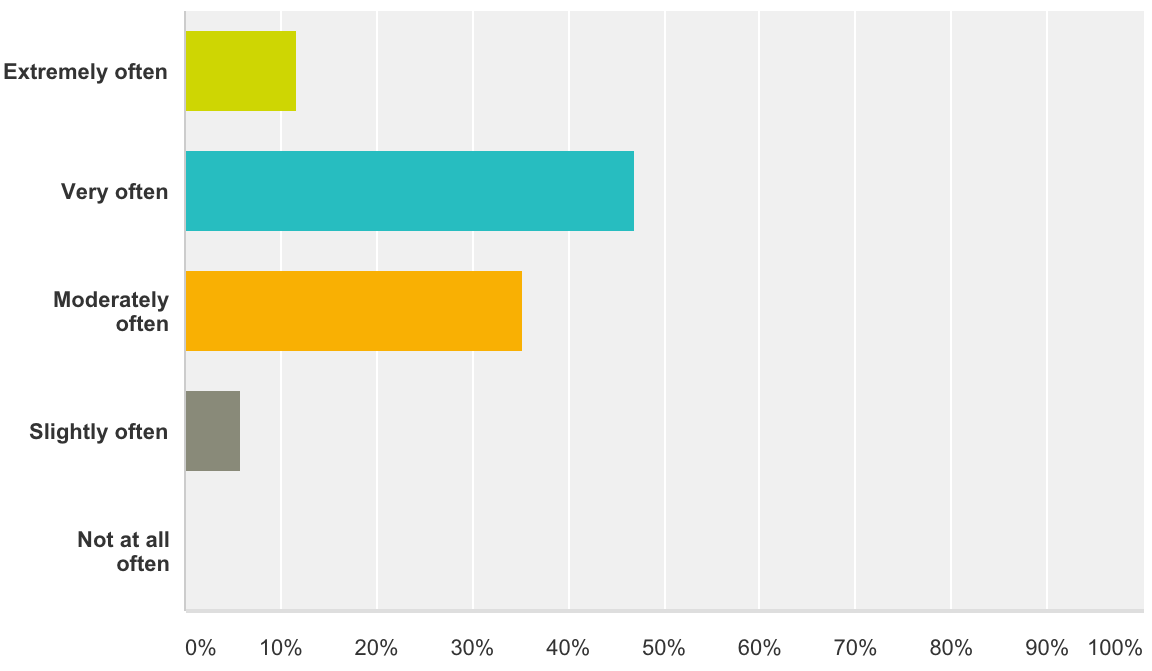 Extremely often
Very often
Moderately
often
Slightly often
Not at all
often
0% 10% 20% 30% 40% 50% 60% 70% 80% 90% 100%